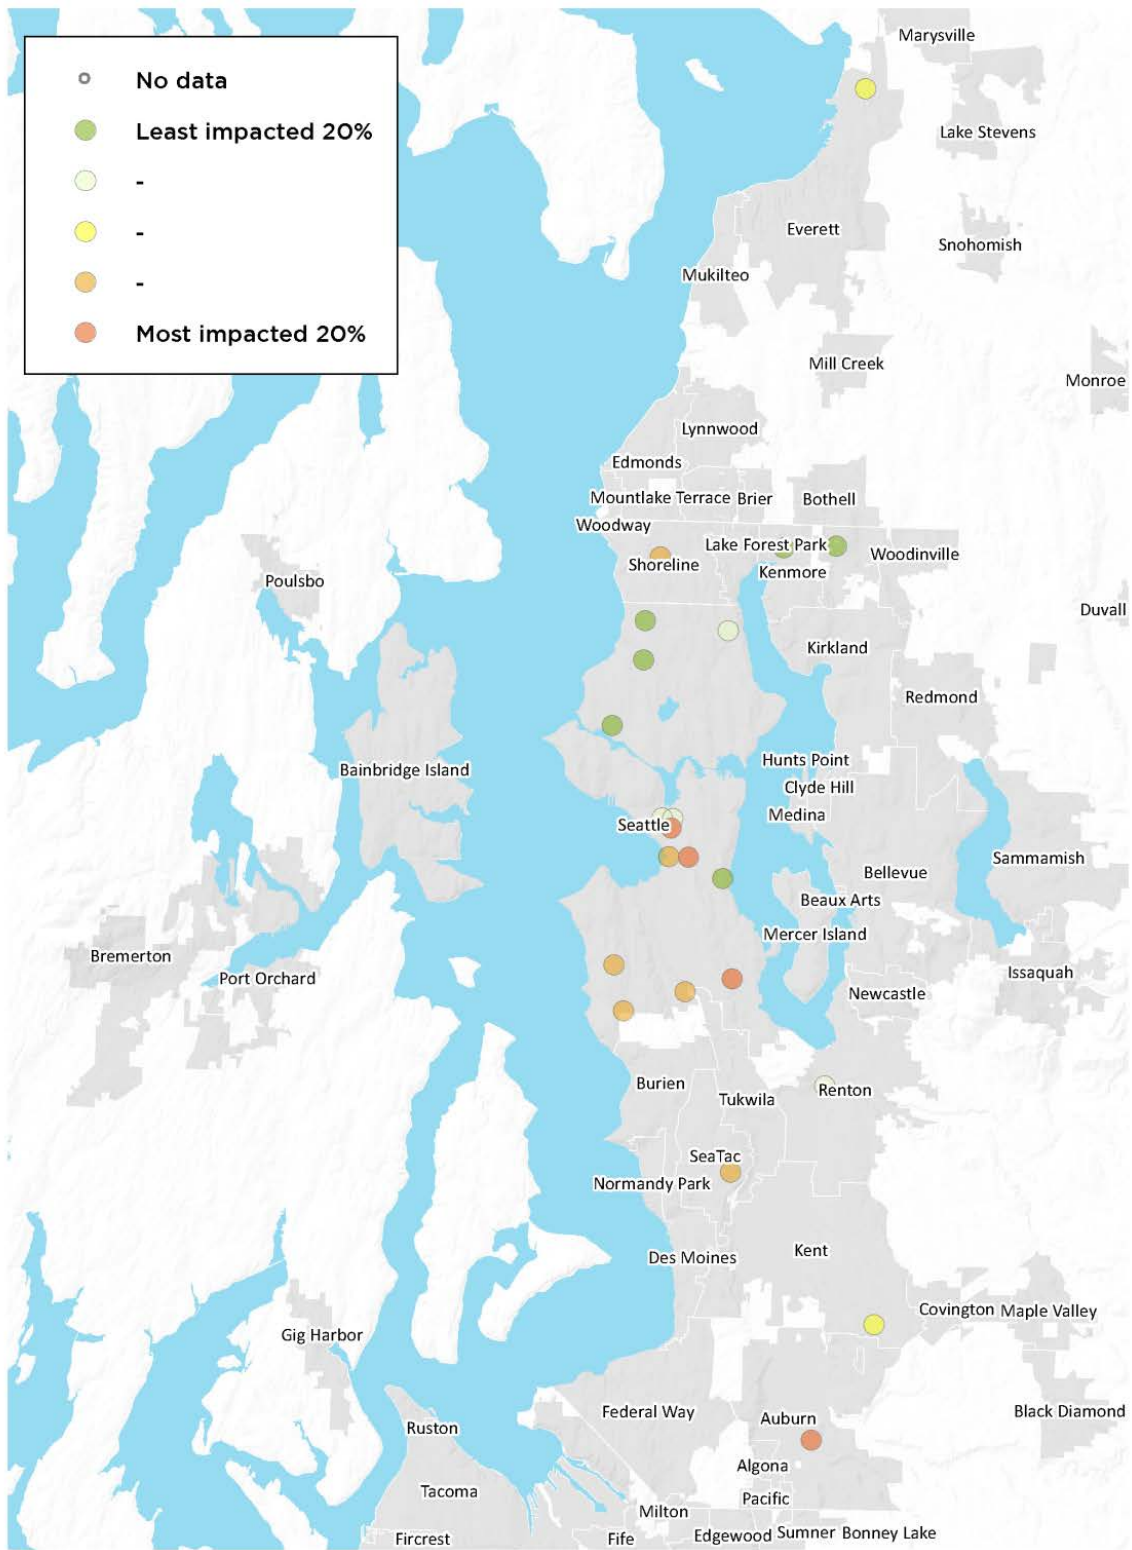 No data
Least impacted 20%
-
-
-
Most impacted 20%
Marysville
Lake Stevens
Everett
Snohomish
Mukilteo
Mill Creek
Monroe
Lynnwood
Edmonds
Mountlake Terrace
Brier
Bothell
Woodway
Lake Forest Park
Woodinville
Shoreline
Kenmore
Poulsbo
Duvall
Kirkland
Redmond
Hunts Point
Bainbridge Island
Clyde Hill
Medina
Seattle
Sammamish
Bellevue
Beaux Arts
Mercer Island
Bremerton
Port Orchard
Issaquah
Newcastle
Burien
Renton
Tukwila
SeaTac
Normandy Park
Kent
Des Moines
Covington
Maple Valley
Gig Harbor
Federal Way
Auburn
Black Diamond
Ruston
Algona
Tacoma
Pacific
Milton
Fircrest
Fife
Edgewood
Sumner
Bonney Lake